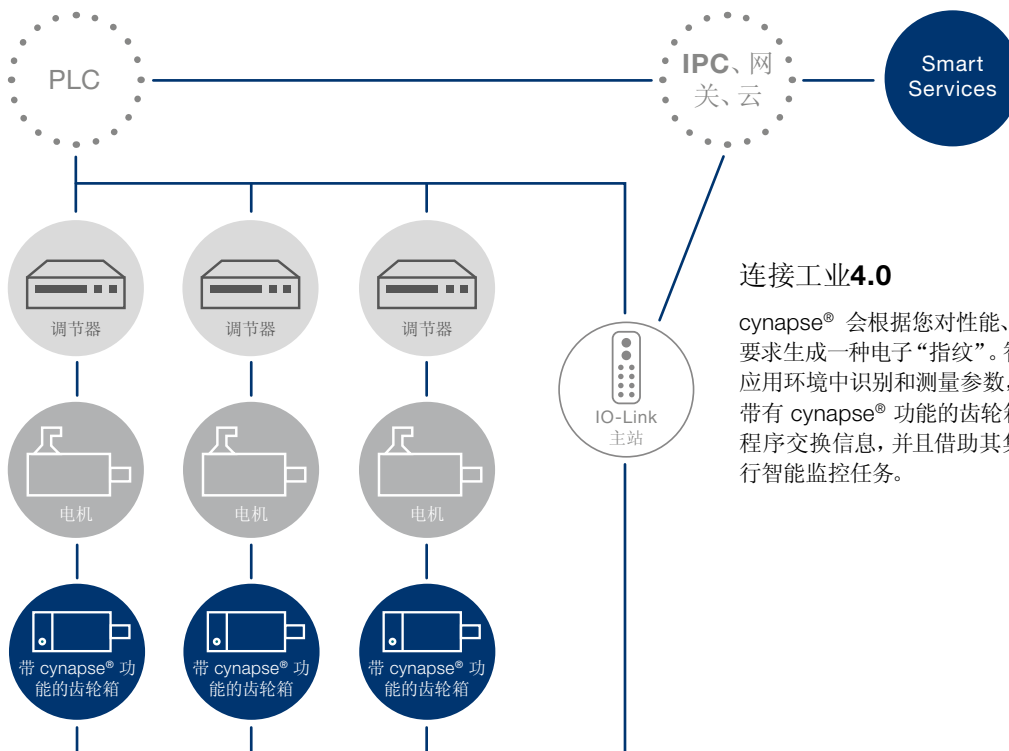 PLC
IPC、网
关、云
Smart
Services
调节器
调节器
调节器
IO-Link
主站
电机
电机
电机
带 cynapse® 功
能的齿轮箱
带 cynapse® 功
能的齿轮箱
带 cynapse® 功
能的齿轮箱
连接工业4.0
cynapse® 会根据您对性能、
要求生成一种电子“指纹”。
应用环境中识别和测量参数，
带有 cynapse® 功能的齿轮
程序交换信息，并且借助其
行智能监控任务。